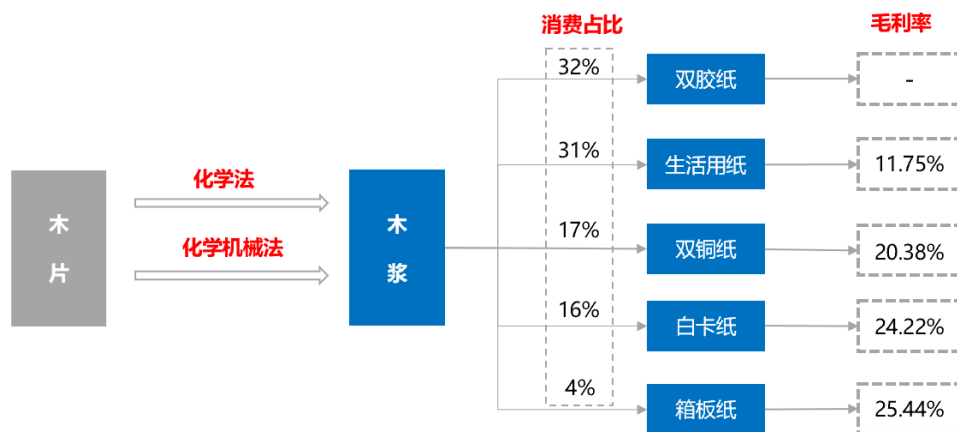 消费占比 毛利率
32% 双胶纸 -
31% 生活用纸 11.75%
化学法
木片
化学机械法
木浆
17% 双铜纸 20.38%
16% 白卡纸 24.22%
4% 箱板纸 25.44%